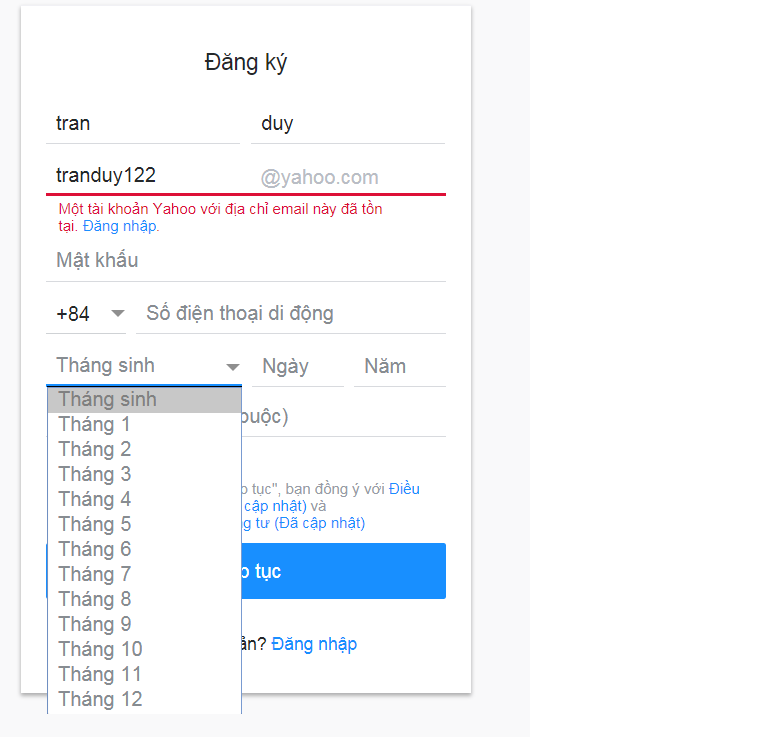 Đăng ký
tran duy
tranduy122 @yahoo.com
Một tài khoản Yahoo với địa chỉ email này đã tồn
tại. Đăng nhập.
Mật khẩu
+84 Số điện thoại di động
Tháng sinh Ngày Năm
Tháng sinh
buộc)
Tháng 1
Tháng 2
Tháng 3
Tháng 4
tục", bạn đồng ý với Điều
cập nhật) và
Tháng 5
tư (Đã cập nhật)
Tháng 6
Tháng 7
tục
Tháng 8
Tháng 9
Tháng 10
Đăng nhập
Tháng 11
Tháng 12